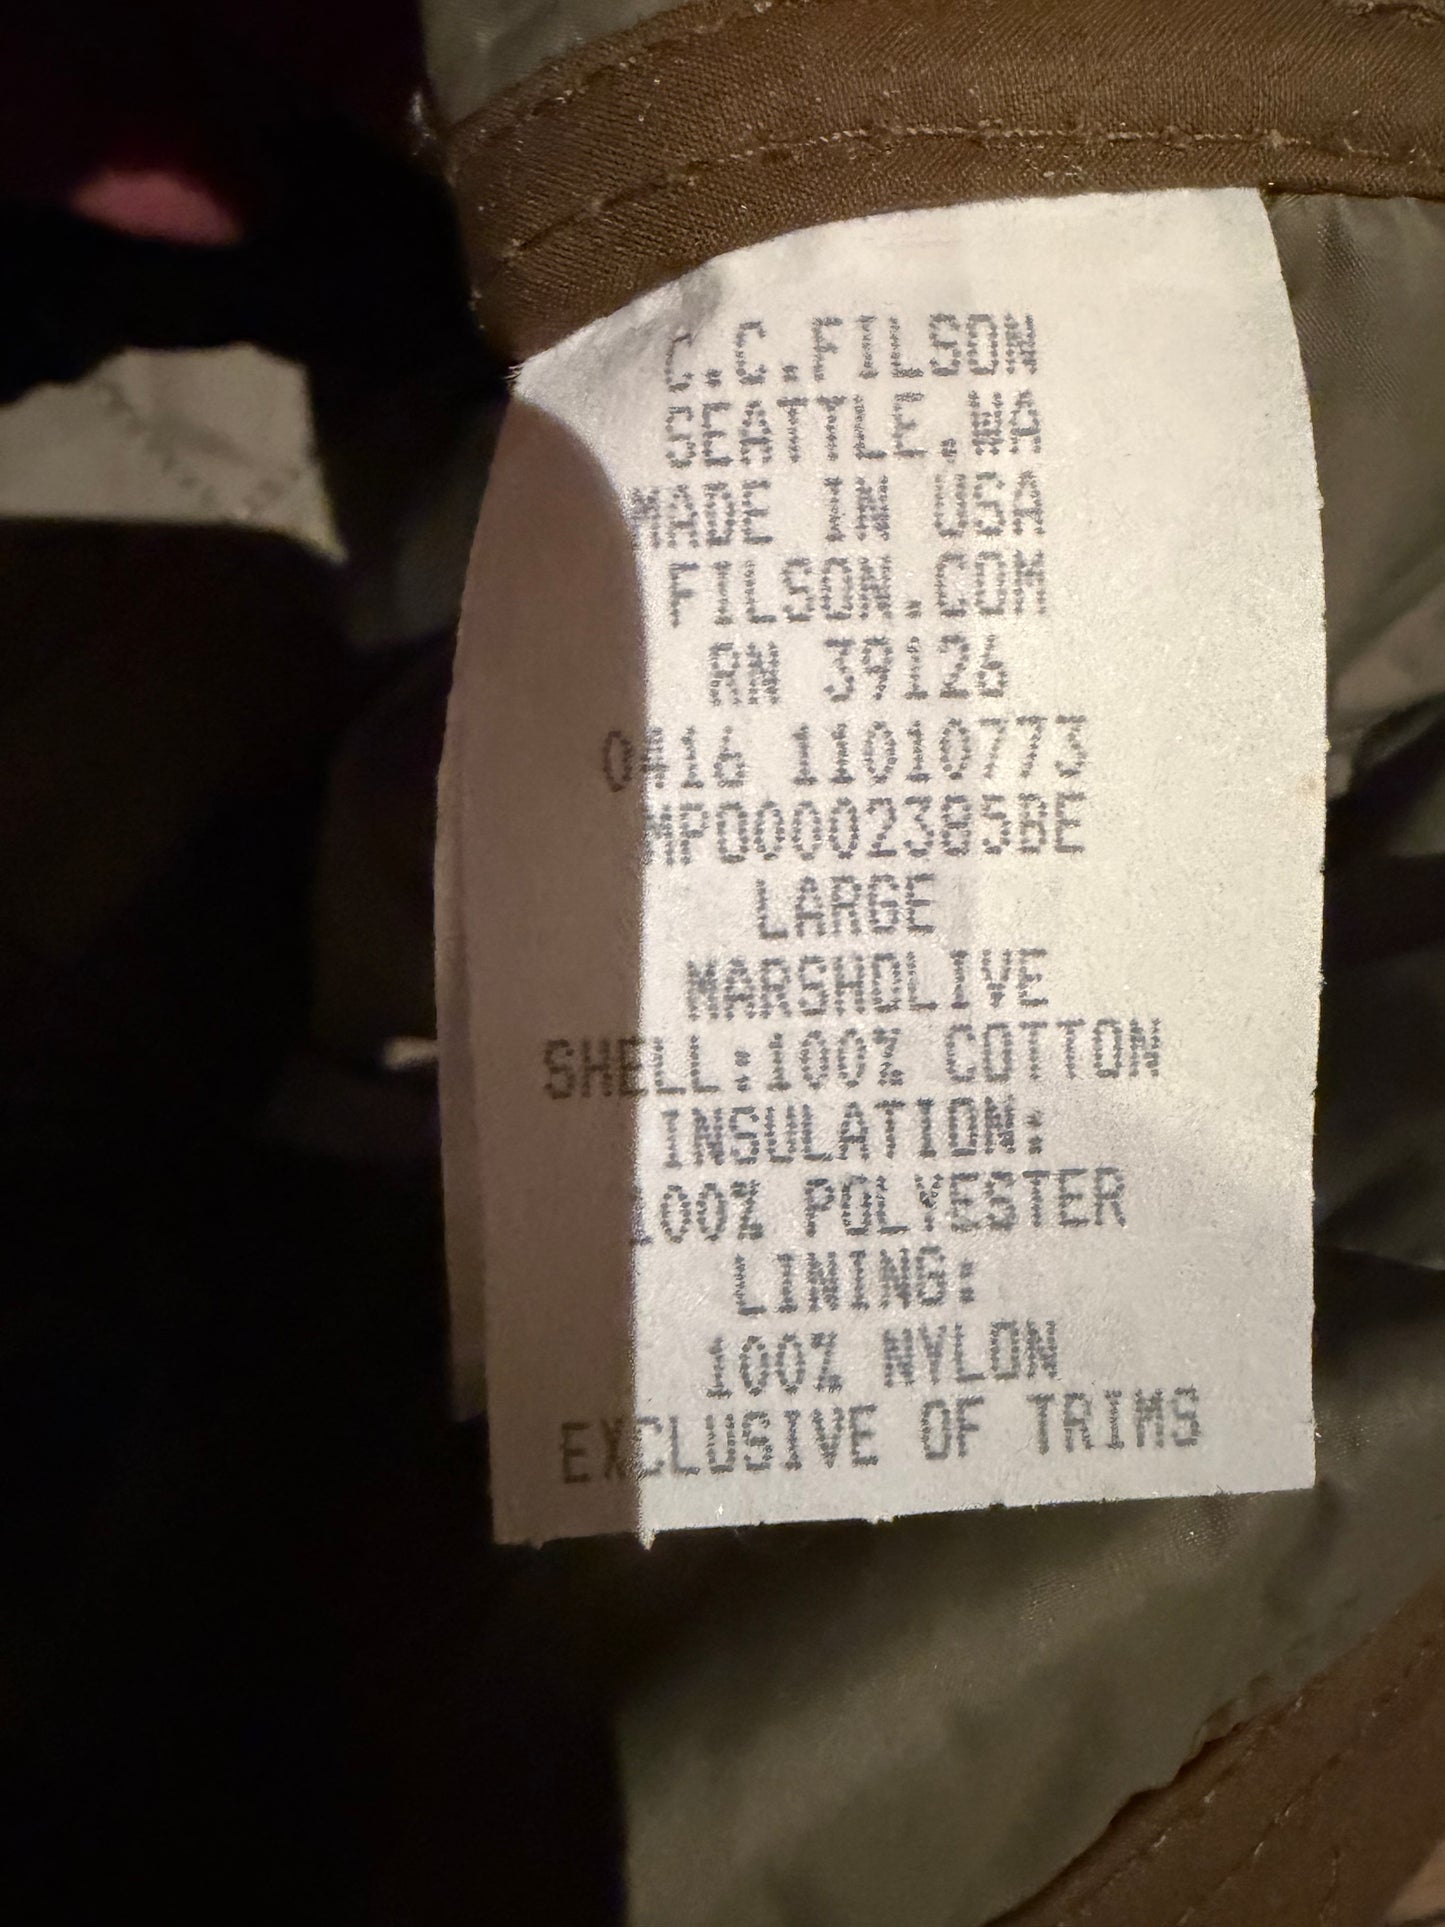 C.C.FILSON
SEATTLE.WA
MADE IN USA
FILSON.COM
RN 39126
0416 11010773
MP00002385BE
LARGE
MARSHOLIVE
SHELL:100% COTTON
INSULATION:
100% POLYESTER
LINING:
100% NYLON
EXCLUSIVE OF TRIMS